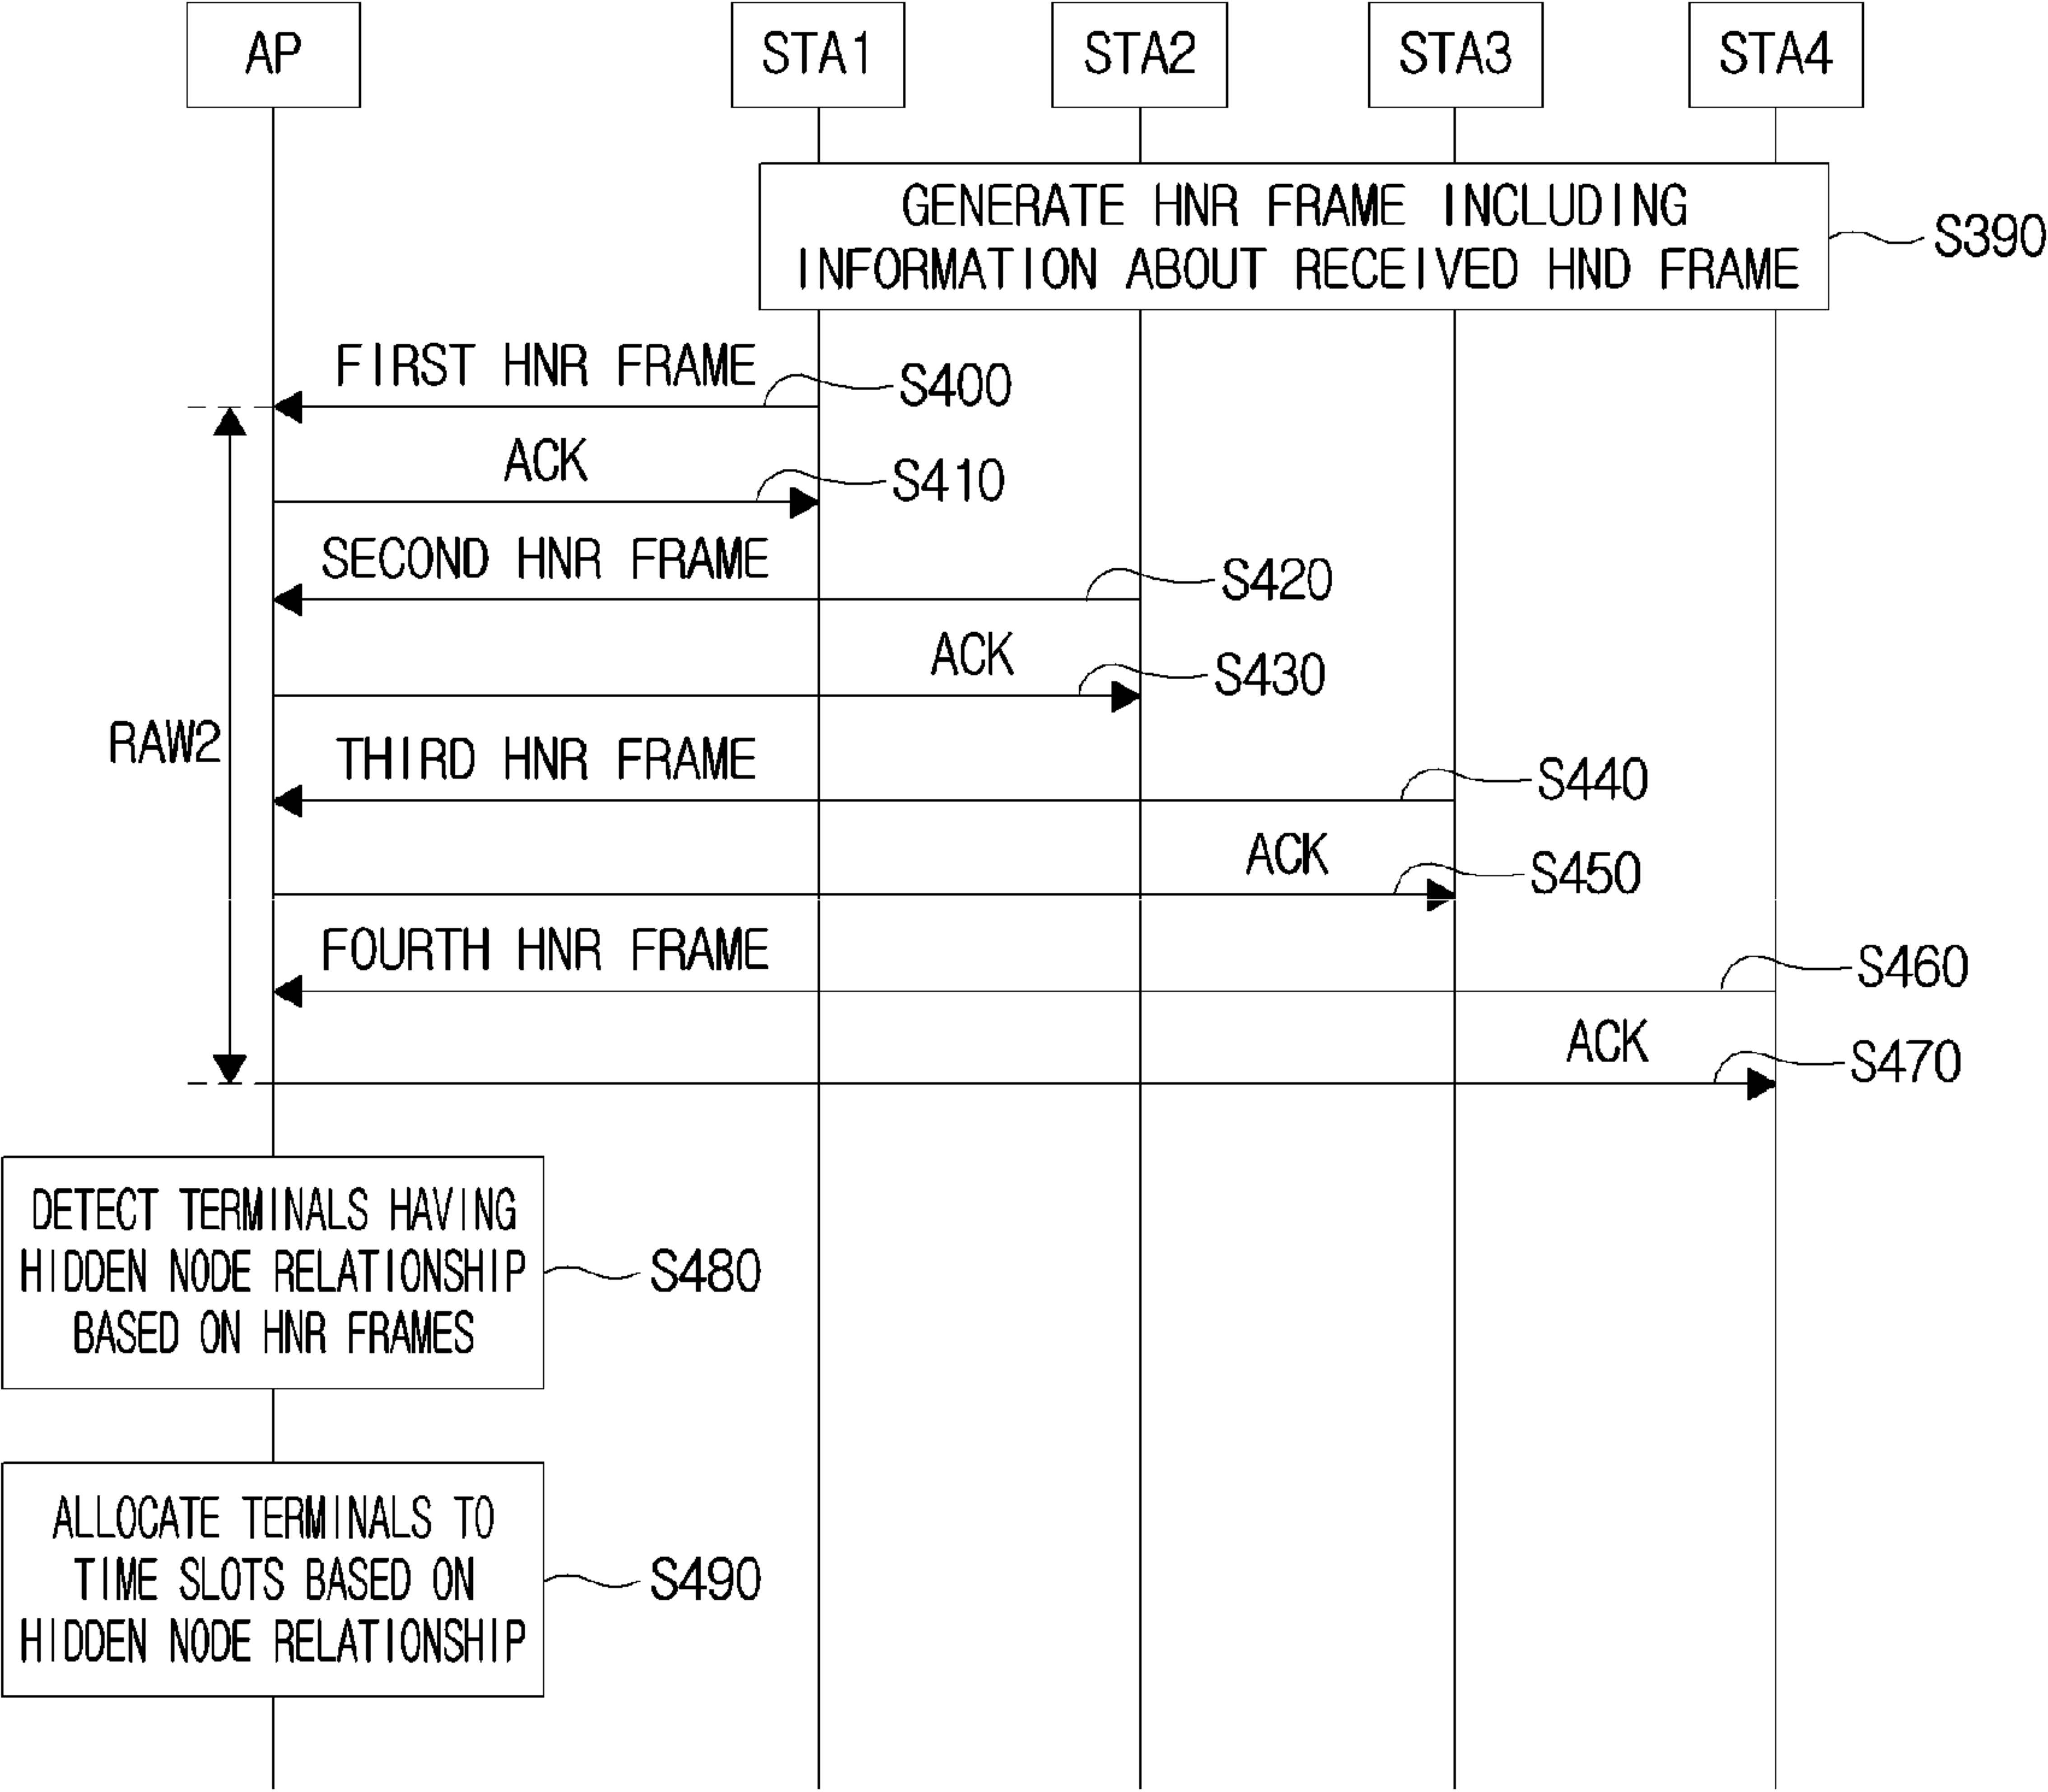 AP
STA1
STA2
STA3
STA4
GENERATE HNR FRAME INCLUDING
INFORMATION ABOUT RECEIVED HND FRAME
S390
FIRST HNR FRAME
S400
ACK
S410
SECOND HNR FRAME
S420
ACK
S430
RAW2
THIRD HNR FRAME
S440
ACK
S450
FOURTH HNR FRAME
S460
ACK
S470
DETECT TERMINALS HAVING
HIDDEN NODE RELATIONSHIP
BASED ON HNR FRAMES
S480
ALLOCATE TERMINALS TO
TIME SLOTS BASED ON
HIDDEN NODE RELATIONSHIP
S490